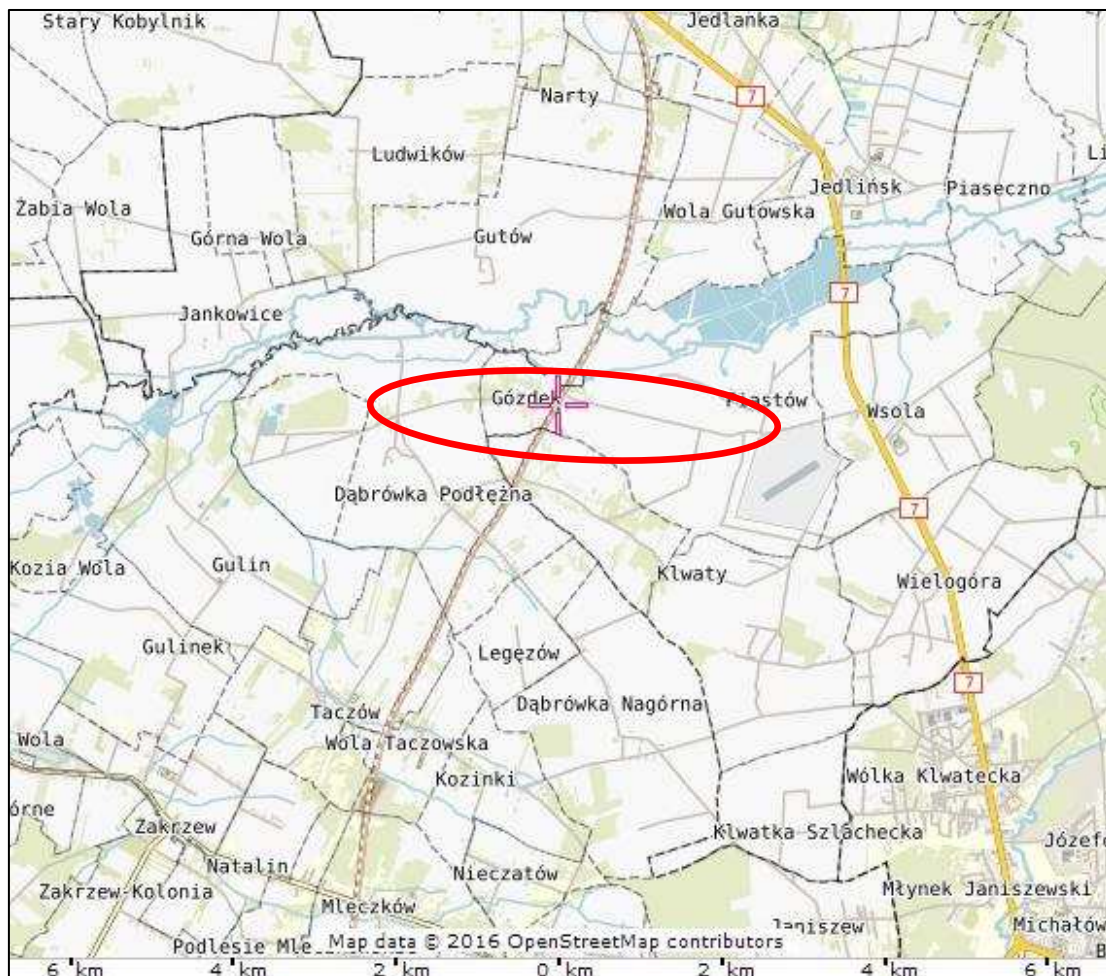 Stary Kobylnik
Jedlanka
Narty
7
Ludwików
Li
Jedlińsk
Piaseczno
Żabia Wola
Wola Gutowska
Górna Wola
Gutów
7
Jankowice
Gózdek
Piastów
Wsola
Dąbrówka Podłężna
7
Kozia Wola
Gulin
Klwaty
Wielogóra
Gulinek
Legęzów
7
Dąbrówka Nagórna
Taczów
Wola
Wola Taczowska
Kozinki
Wólka Klwatecka
órne
Zakrzew
Klwatka Szlachecka
Józefo
Natalin
Nieczatów
Zakrzew-Kolonia
Młynek Janiszewski
Mleczków
Janiszew
Michałów
Podlesie Mle
Map data © 2016 OpenStreetMap contributors
B
6 km 4 km 2 km 0 km 2 km 4 km 6 km